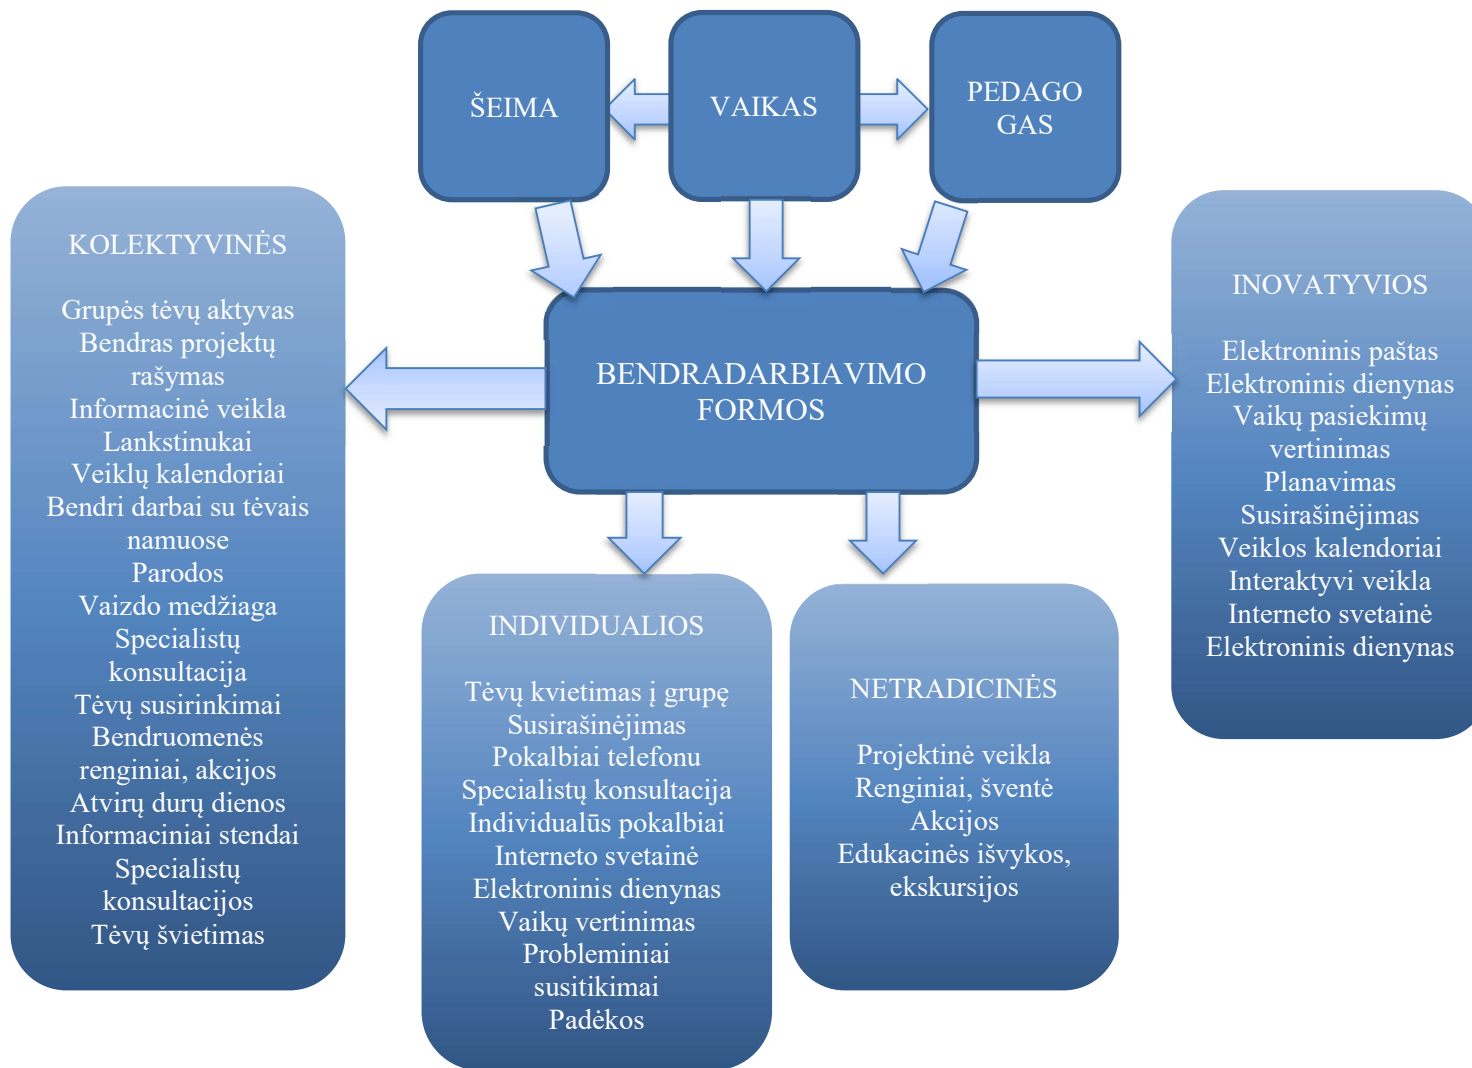 ŠEIMA
VAIKAS
PEDAGO
GAS
BENDRADARBIAVIMO
FORMOS
KOLEKTYVINĖS
Grupės tėvų aktyvas
Bendras projektų
rašymas
Informacinė veikla
Lankstinukai
Veiklų kalendoriai
Bendri darbai su tėvais
namuose
Parodos
Vaizdo medžiaga
Specialistų
konsultacija
Tėvų susirinkimai
Bendruomenės
renginiai, akcijos
Atvirų durų dienos
Informaciniai stendai
Specialistų
konsultacijos
Tėvų švietimas
INDIVIDUALIOS
Tėvų kvietimas į grupę
Susirašinėjimas
Pokalbiai telefonu
Specialistų konsultacija
Individualūs pokalbiai
Interneto svetainė
Elektroninis dienynas
Vaikų vertinimas
Probleminiai
susitikimai
Padėkos
NETRADICINĖS
Projektinė veikla
Renginiai, šventė
Akcijos
Edukacinės išvykos,
ekskursijos
INOVATYVIOS
Elektroninis paštas
Elektroninis dienynas
Vaikų pasiekimų
vertinimas
Planavimas
Susirašinėjimas
Veiklos kalendoriai
Interaktyvi veikla
Interneto svetainė
Elektroninis dienynas